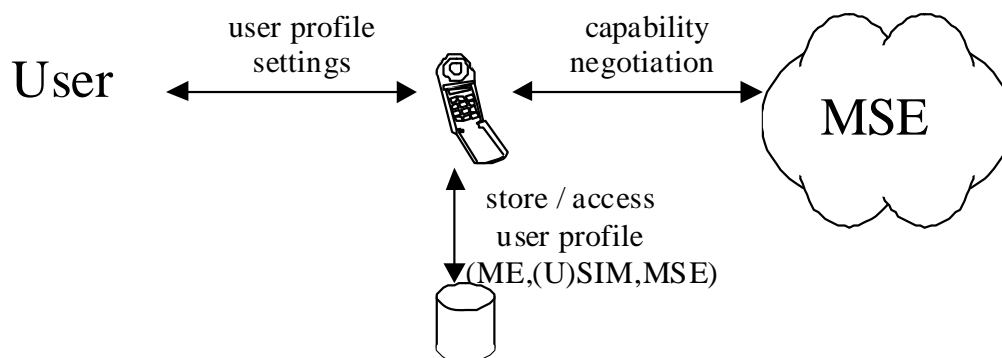 User
user profile
settings
capability
negotiation
MSE
store / access
user profile
(ME,(U)SIM,MSE)